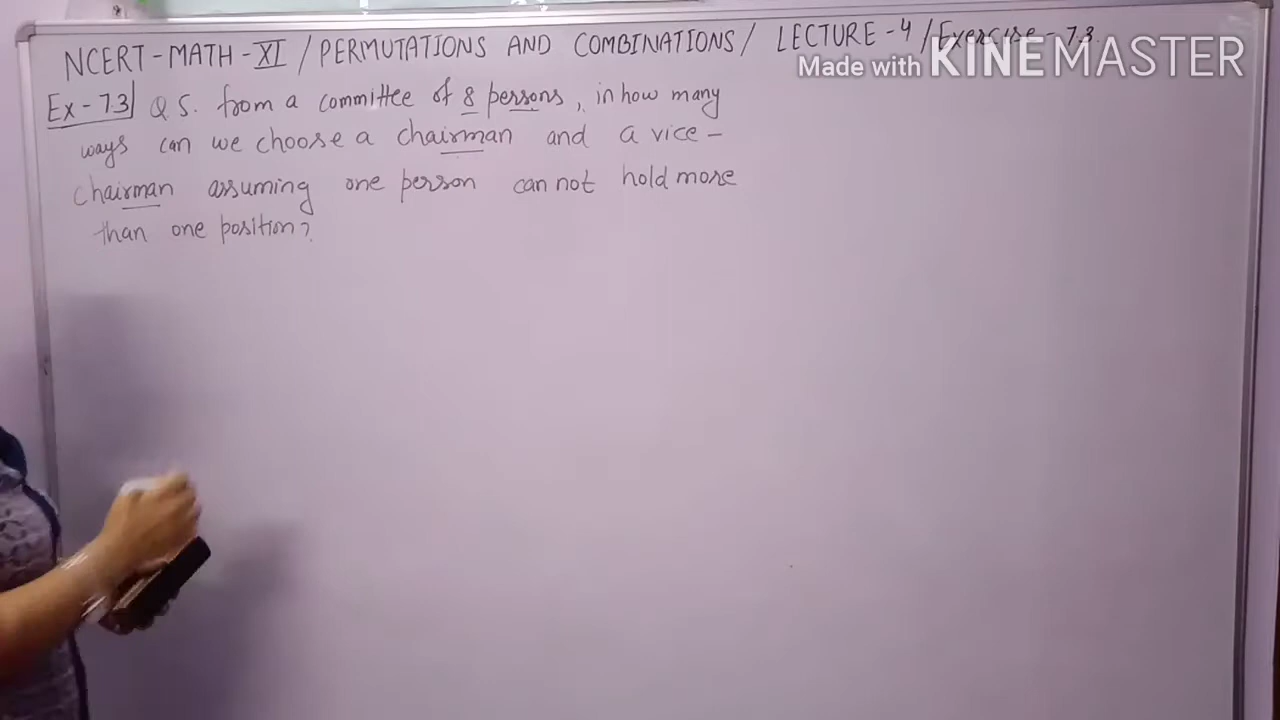 NCERT-MATH-XI / PERMUTATIONS AND COMBINATIONS / LECTURE-4 / Exercise-7.3.
Made with KINEMASTER
Ex-7.3 Q 5. from a committee of 8 persons, in how many
ways can we choose a chairman and a vice-
chairman assuming one person can not hold more
than one position?